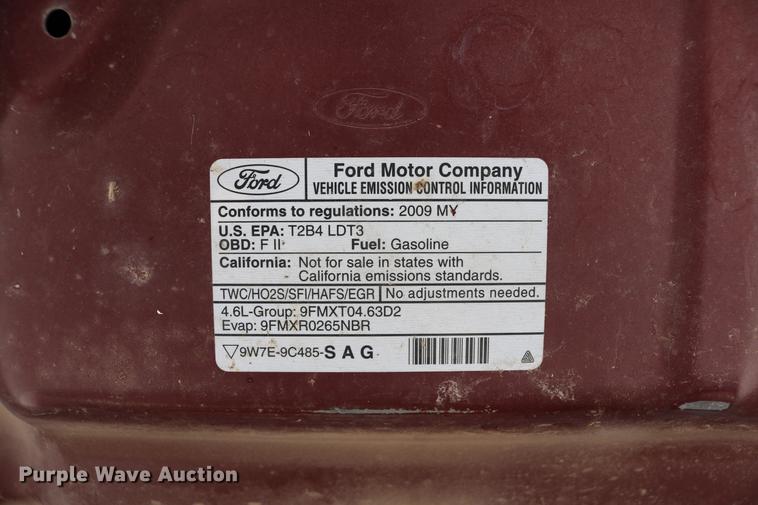 Ford
Ford
Ford Motor Company
VEHICLE EMISSION CONTROL INFORMATION
Conforms to regulations: 2009 MY
U.S. EPA: T2B4 LDT3
OBD: F II Fuel: Gasoline
California: Not for sale in states with
California emissions standards.
TWC/HO2S/SFI/HAFS/EGR No adjustments needed.
4.6L-Group: 9FMXT04.63D2
Evap: 9FMXR0265NBR
9W7E-9C485-S A G
Purple Wave Auction